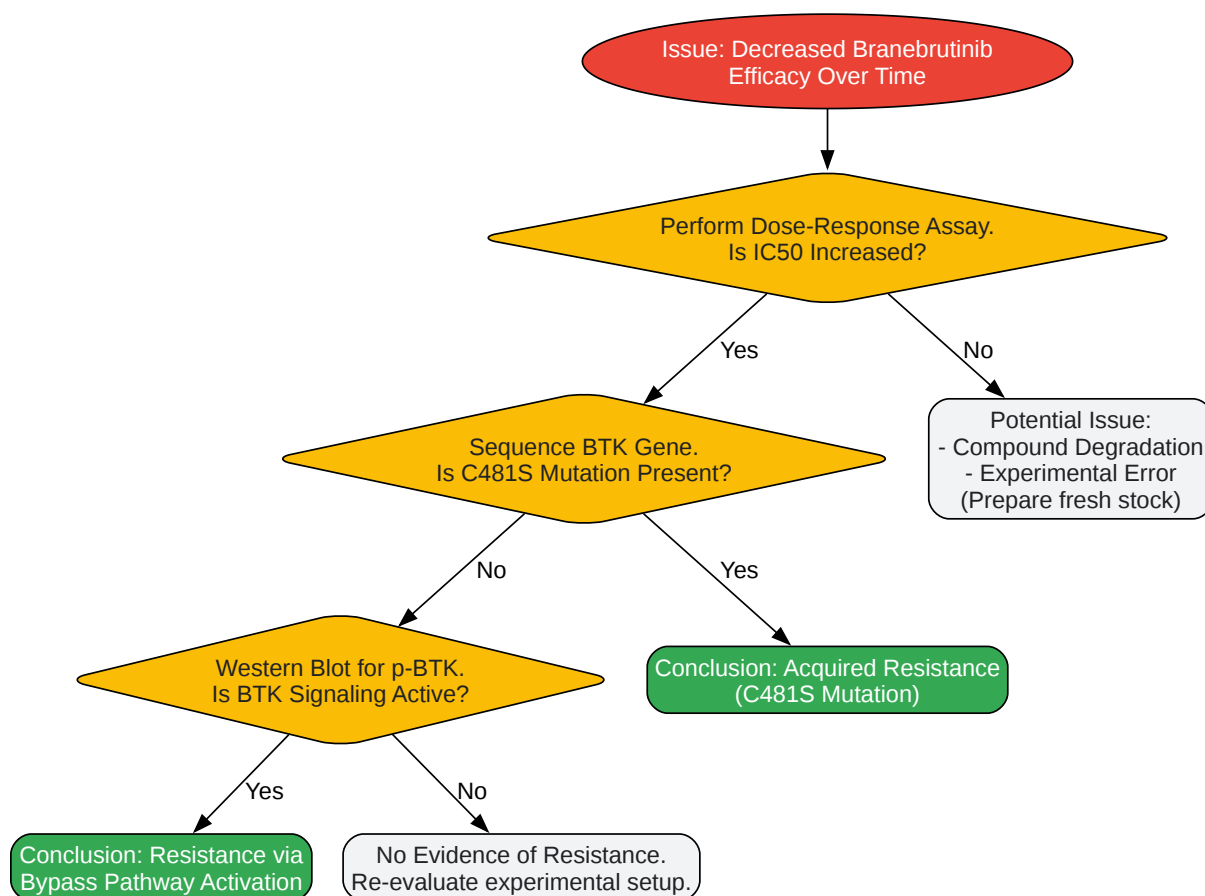 Issue: Decreased Branebrutinib
Efficacy Over Time
Perform Dose-Response Assay.
Is IC50 Increased?
Yes
No
Sequence BTK Gene.
Is C481S Mutation Present?
Potential Issue:
- Compound Degradation
- Experimental Error
(Prepare fresh stock)
No
Yes
Western Blot for p-BTK.
Is BTK Signaling Active?
Conclusion: Acquired Resistance
(C481S Mutation)
Yes
No
Conclusion: Resistance via
Bypass Pathway Activation
No Evidence of Resistance.
Re-evaluate experimental setup.